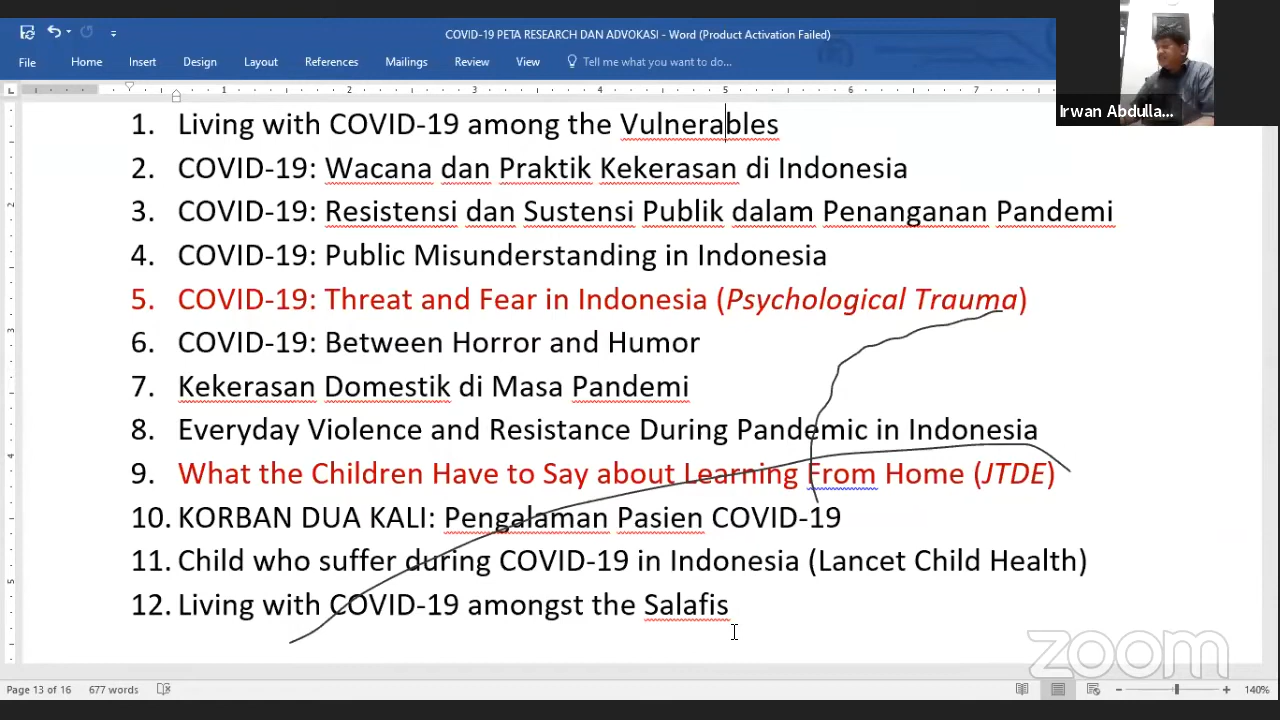 COVID-19 PETA RESEARCH DAN ADVOKASI - Word (Product Activation Failed)
File Home Insert Design Layout References Mailings Review View Tell me what you want to do...
Irwan Abdulla...
1 2 3 4 5 6 7
1. Living with COVID-19 among the Vulnerables
2. COVID-19: Wacana dan Praktik Kekerasan di Indonesia
3. COVID-19: Resistensi dan Sustensi Publik dalam Penanganan Pandemi
4. COVID-19: Public Misunderstanding in Indonesia
5. COVID-19: Threat and Fear in Indonesia (Psychological Trauma)
6. COVID-19: Between Horror and Humor
7. Kekerasan Domestik di Masa Pandemi
8. Everyday Violence and Resistance During Pandemic in Indonesia
9. What the Children Have to Say about Learning From Home (JTDE)
10. KORBAN DUA KALI: Pengalaman Pasien COVID-19
11. Child who suffer during COVID-19 in Indonesia (Lancet Child Health)
12. Living with COVID-19 amongst the Salafis
zoom
Page 13 of 16 677 words 140%